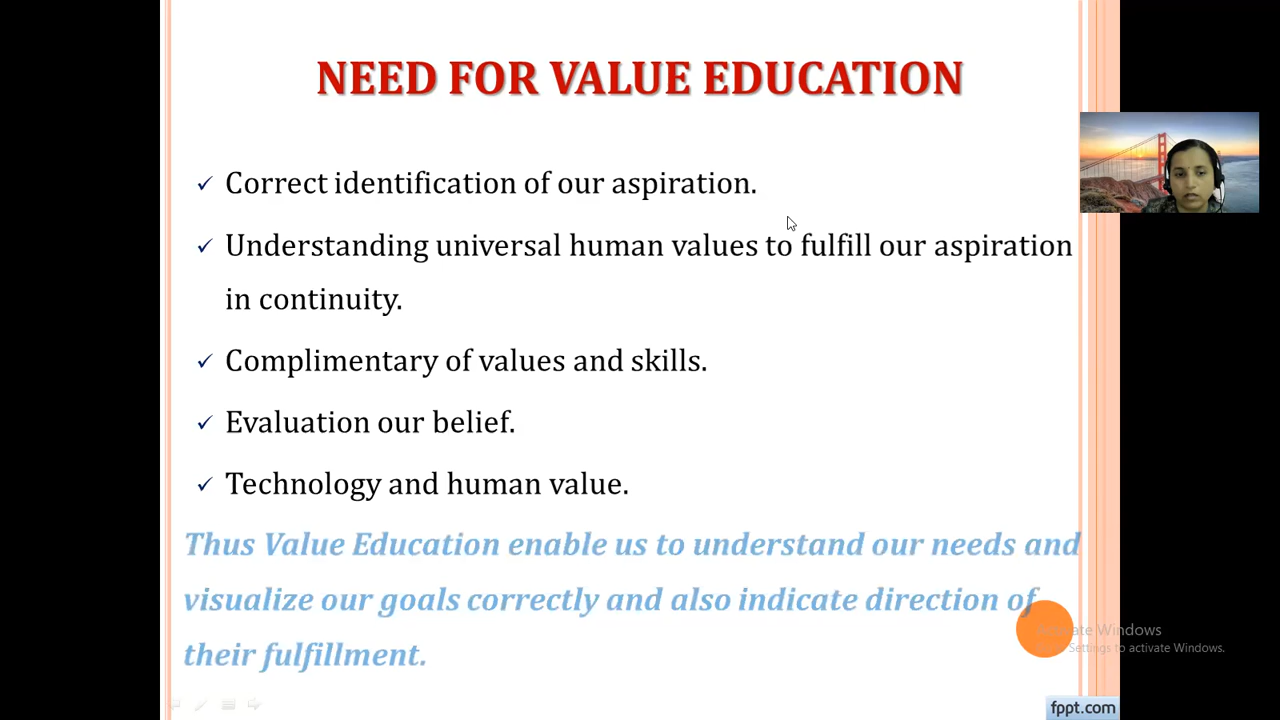 NEED FOR VALUE EDUCATION
Correct identification of our aspiration.
Understanding universal human values to fulfill our aspiration
in continuity.
Complimentary of values and skills.
Evaluation our belief.
Technology and human value.
Thus Value Education enable us to understand our needs and
visualize our goals correctly and also indicate direction of
their fulfillment.
Activate Windows
Settings to activate Windows.
fppt.com